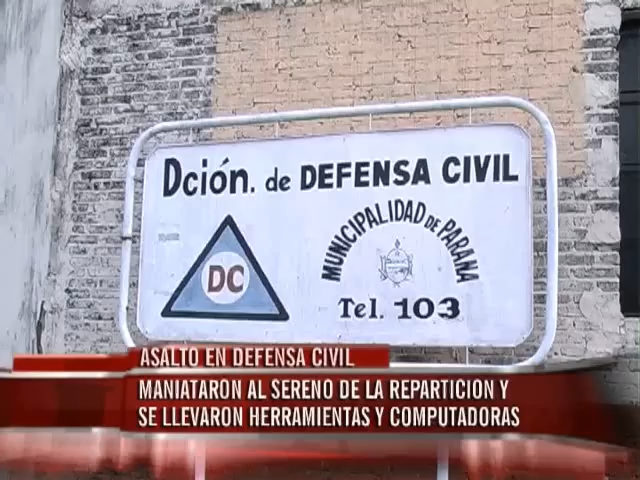 Dción. de DEFENSA CIVIL
DC
MUNICIPALIDAD DE PARANA
Tel. 103
ASALTO EN DEFENSA CIVIL
MANIATARON AL SERENO DE LA REPARTICION Y
SE LLEVARON HERRAMIENTAS Y COMPUTADORAS